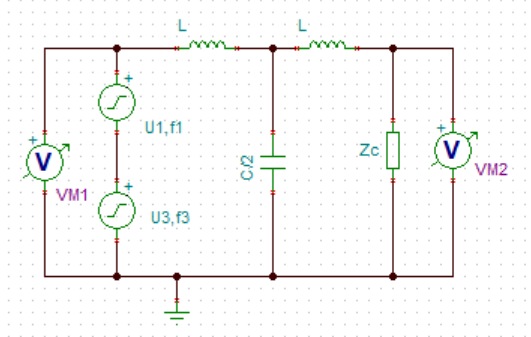 L
L
+
U1,f1
+
V
VM1
+
U3,f3
C/2
Zc
+
V
VM2